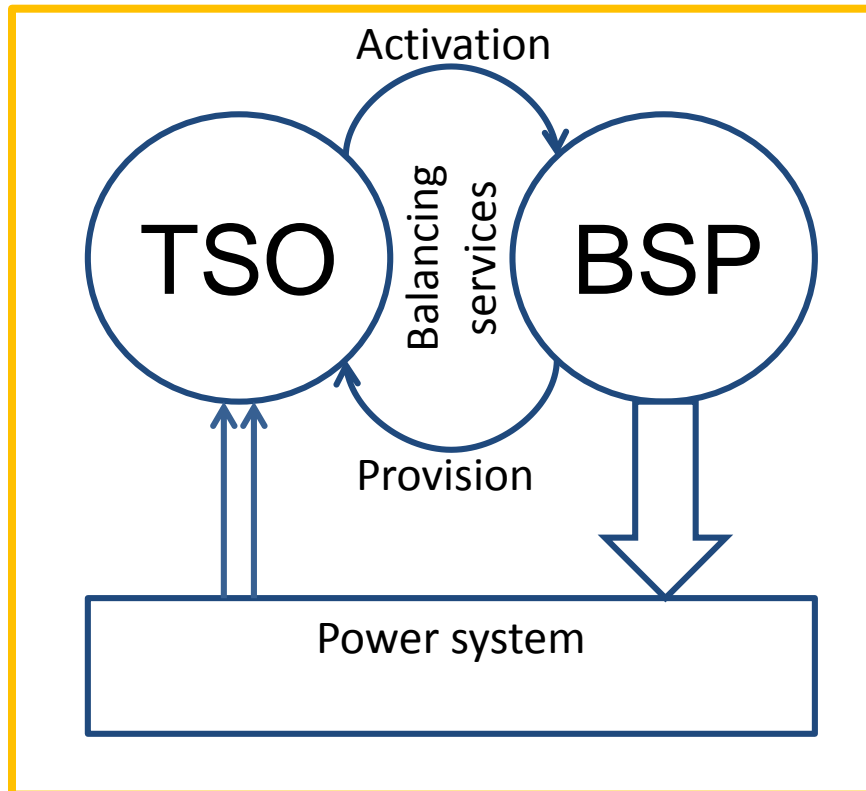 Activation
TSO
Balancing
services
BSP
Provision
Power system